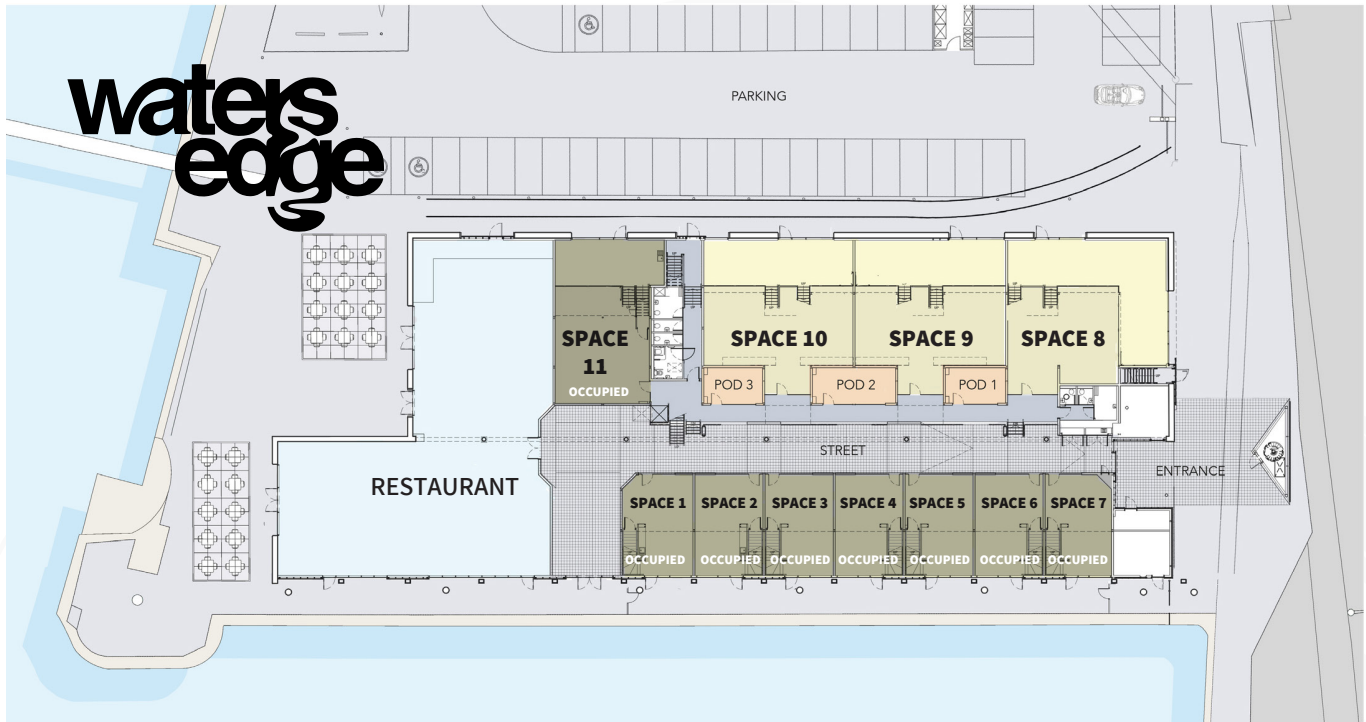 waters
edge
PARKING
SPACE
11
OCCUPIED
SPACE 10
SPACE 9
SPACE 8
POD 3
POD 2
POD 1
STREET
ENTRANCE
RESTAURANT
SPACE 1
OCCUPIED
SPACE 2
OCCUPIED
SPACE 3
OCCUPIED
SPACE 4
OCCUPIED
SPACE 5
OCCUPIED
SPACE 6
OCCUPIED
SPACE 7
OCCUPIED